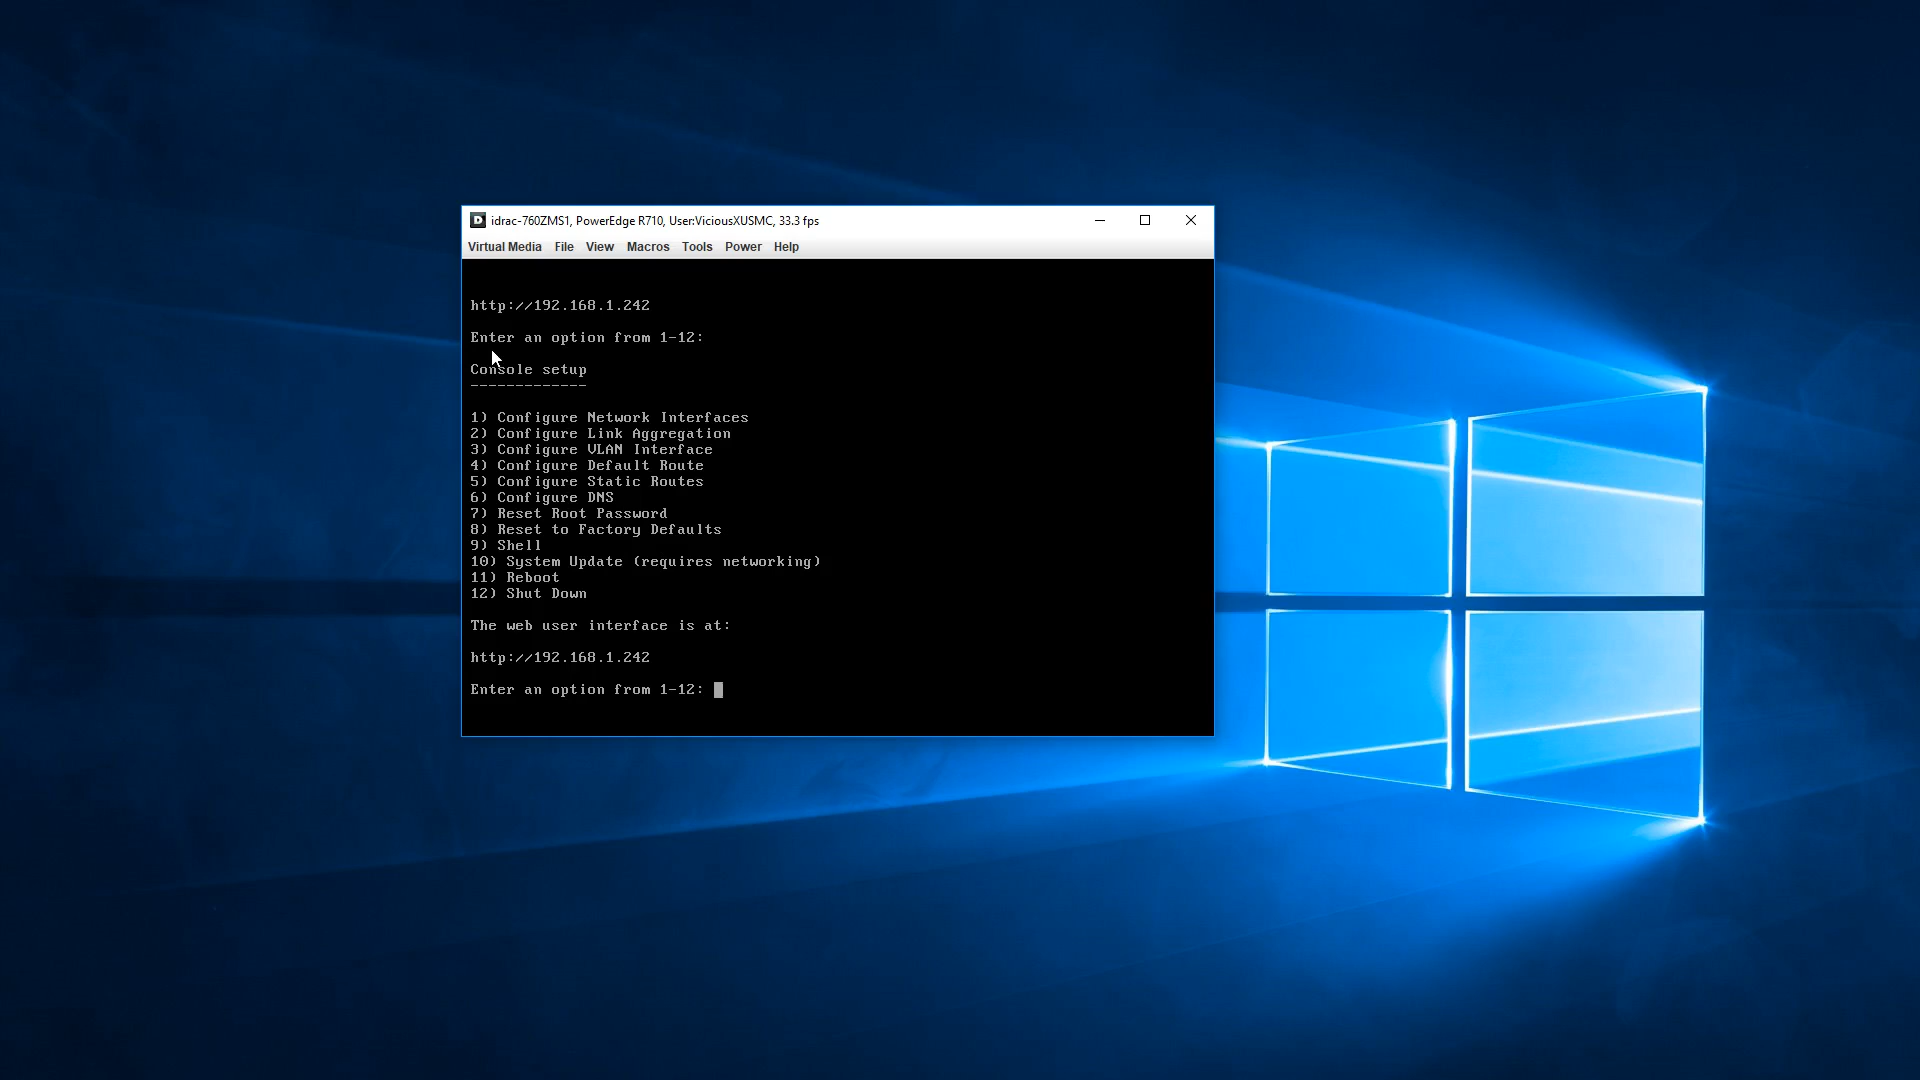 idrac-760ZMS1, PowerEdge R710, User:ViciousXUSMC, 33.3 fps
Virtual Media File View Macros Tools Power Help
http://192.168.1.242
Enter an option from 1-12:
Console setup
-------------
1) Configure Network Interfaces
2) Configure Link Aggregation
3) Configure VLAN Interface
4) Configure Default Route
5) Configure Static Routes
6) Configure DNS
7) Reset Root Password
8) Reset to Factory Defaults
9) Shell
10) System Update (requires networking)
11) Reboot
12) Shut Down
The web user interface is at:
http://192.168.1.242
Enter an option from 1-12: